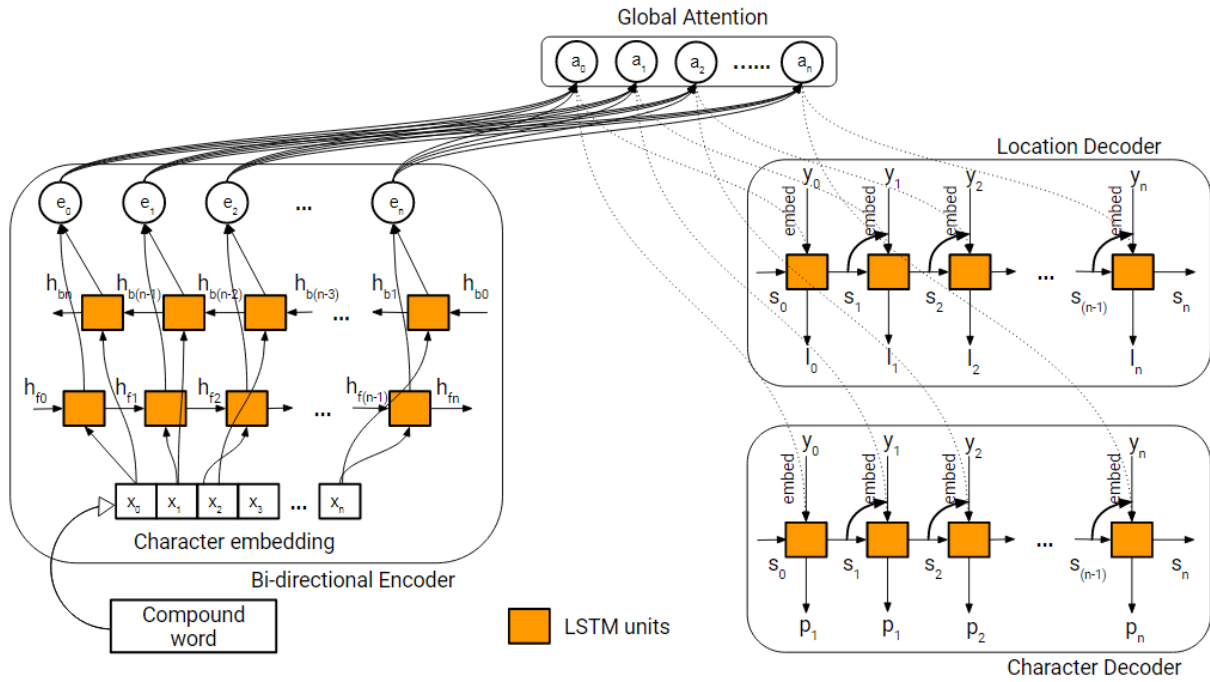 Global Attention
a0 a1 a2 ...... an
Location Decoder
y0 y1 y2 yn
embed embed embed embed
s0 s1 s2 ... s(n-1) sn
l0 l1 l2 ln
e0 e1 e2 ... en
hbn hb(n-1) hb(n-2) hb(n-3) ... hb1 hb0
hf0 hf1 hf2 ... hf(n-1) hfn
x0 x1 x2 x3 ... xn
Character embedding
Bi-directional Encoder
Compound
word
LSTM units
y0 y1 y2 yn
embed embed embed embed
s0 s1 s2 ... s(n-1) sn
p1 p1 p2 pn
Character Decoder